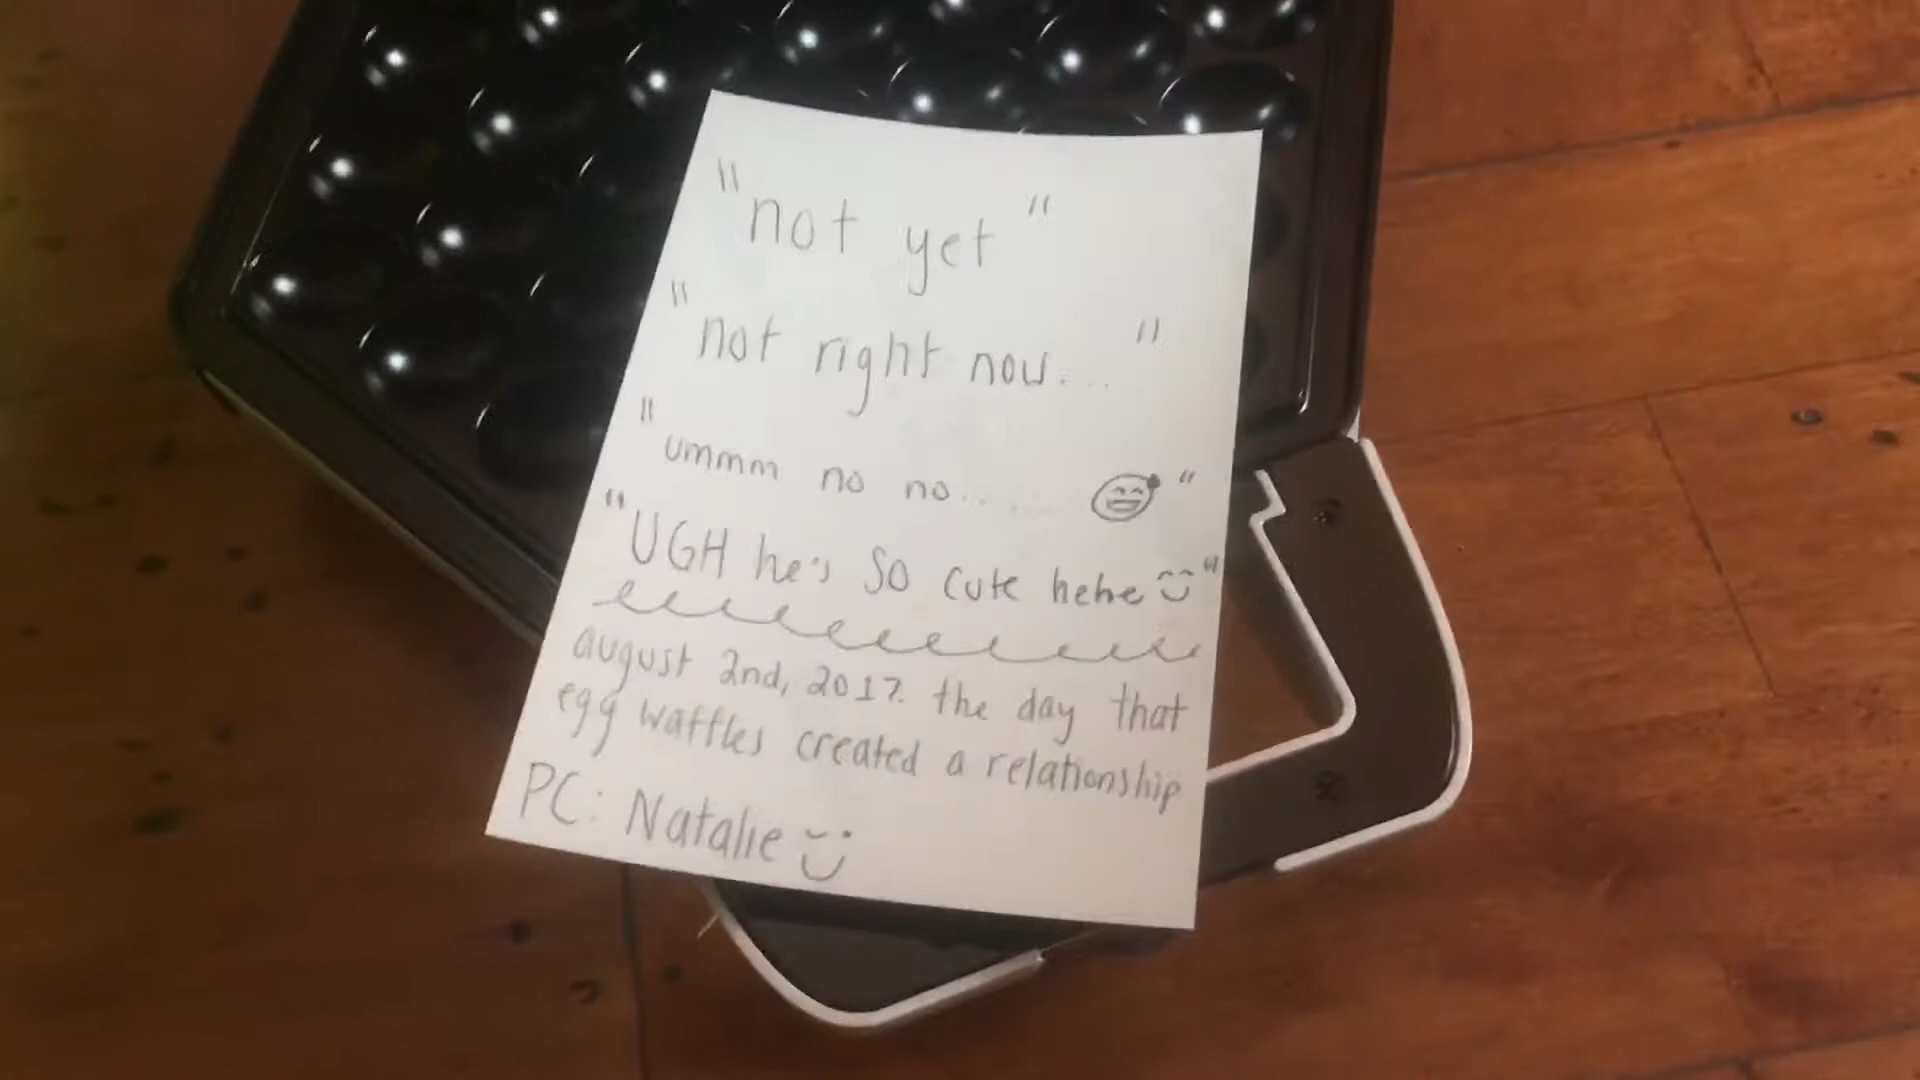 "not yet"
"not right now..."
"ummm no no...... 😅"
"UGH he's so cute hehe"
august 2nd, 2017. the day that
egg waffles created a relationship
PC: Natalie